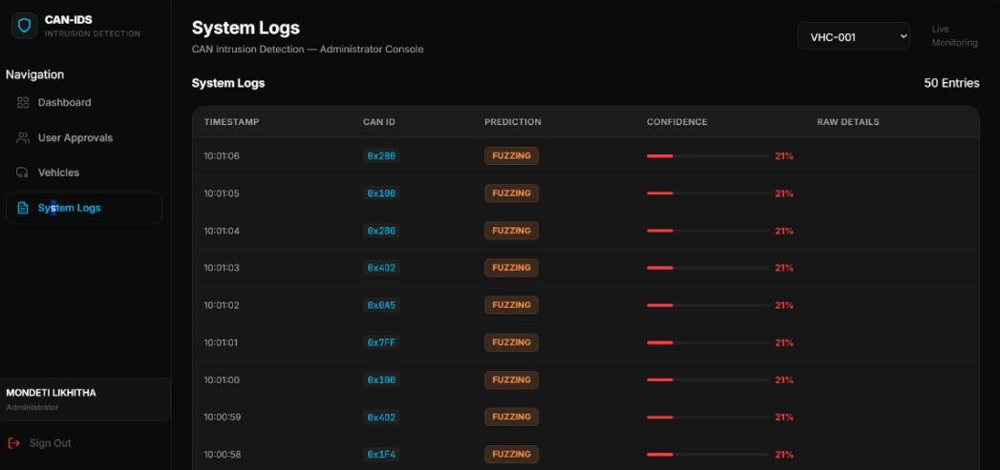 CAN-IDS
INTRUSION DETECTION
Navigation
Dashboard
User Approvals
Vehicles
System Logs
MONDETI LIKHITHA
Administrator
Sign Out
System Logs
CAN Intrusion Detection — Administrator Console
VHC-001
Live
Monitoring
System Logs
50 Entries
TIMESTAMP CAN ID PREDICTION CONFIDENCE RAW DETAILS
10:01:06 0x2B0 FUZZING 21%
10:01:05 0x100 FUZZING 21%
10:01:04 0x2B0 FUZZING 21%
10:01:03 0x402 FUZZING 21%
10:01:02 0x0A5 FUZZING 21%
10:01:01 0x7FF FUZZING 21%
10:01:00 0x100 FUZZING 21%
10:00:59 0x402 FUZZING 21%
10:00:58 0x1F4 FUZZING 21%